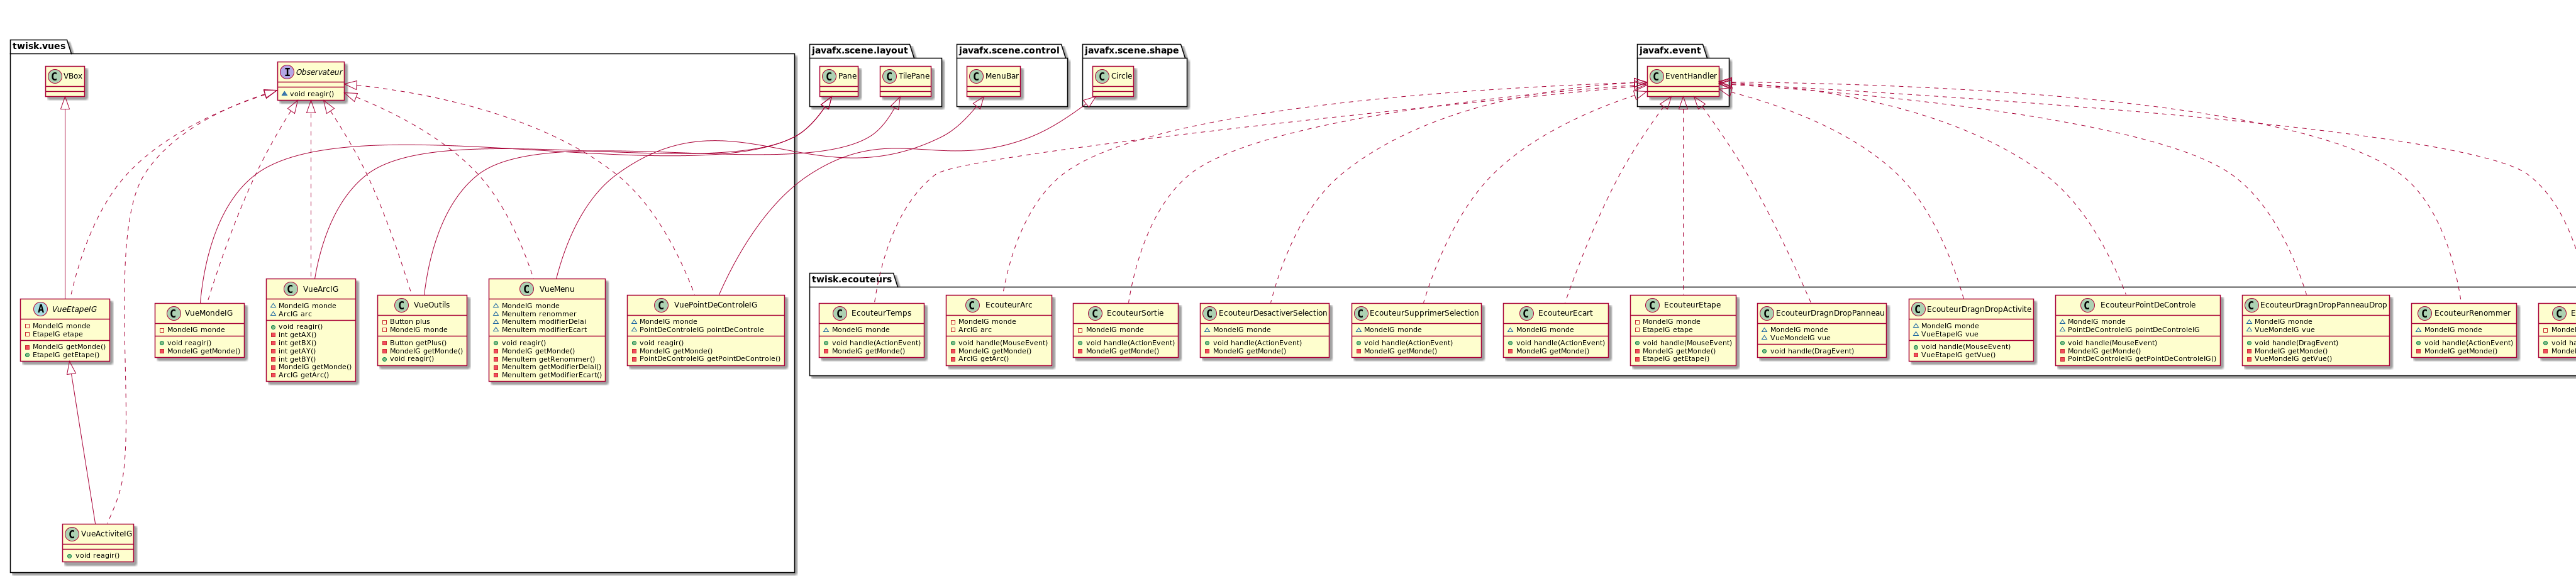 twisk.vues
VBox
Observateur
void reagir()
VueEtapeIG
MondeIG monde
EtapeIG etape
MondeIG getMonde()
EtapeIG getEtape()
VueMondeIG
MondeIG monde
void reagir()
MondeIG getMonde()
VueArcIG
MondeIG monde
ArcIG arc
void reagir()
int getBX()
int getAX()
int getAY()
int getBY()
MondeIG getMonde()
ArcIG getArc()
VueOutils
Button plus
MondeIG monde
Button getPlus()
MondeIG getMonde()
void reagir()
VueMenu
MondeIG monde
MenuItem renommer
MenuItem modifierDelai
MenuItem modifierEcart
void reagir()
MondeIG getMonde()
MenuItem getRenommer()
MenuItem getModifierDelai()
MenuItem getModifierEcart()
VuePointDeControleIG
MondeIG monde
PointDeControleIG pointDeControle
void reagir()
MondeIG getMonde()
PointDeControleIG getPointDeControle()
VueActiviteIG
void reagir()
javafx.scene.layout
Pane
TilePane
javafx.scene.control
MenuBar
javafx.scene.shape
Circle
javafx.event
EventHandler
twisk.ecouteurs
EcouteurTemps
MondeIG monde
void handle(ActionEvent)
MondeIG getMonde()
EcouteurArc
MondeIG monde
ArcIG arc
void handle(MouseEvent)
MondeIG getMonde()
ArcIG getArc()
EcouteurSortie
MondeIG monde
void handle(ActionEvent)
MondeIG getMonde()
EcouteurDesactiverSelection
MondeIG monde
void handle(ActionEvent)
MondeIG getMonde()
EcouteurSupprimerSelection
MondeIG monde
void handle(ActionEvent)
MondeIG getMonde()
EcouteurEcart
MondeIG monde
void handle(ActionEvent)
MondeIG getMonde()
EcouteurEtape
MondeIG monde
EtapeIG etape
void handle(MouseEvent)
MondeIG getMonde()
EtapeIG getEtape()
EcouteurDragnDropPanneau
MondeIG monde
VueMondeIG vue
void handle(DragEvent)
EcouteurDragnDropActivite
MondeIG monde
VueEtapeIG vue
void handle(MouseEvent)
VueEtapeIG getVue()
EcouteurPointDeControle
MondeIG monde
PointDeControleIG pointDeControleIG
void handle(MouseEvent)
MondeIG getMonde()
PointDeControleIG getPointDeControleIG()
EcouteurDragnDropPanneauDrop
MondeIG monde
VueMondeIG vue
void handle(DragEvent)
MondeIG getMonde()
VueMondeIG getVue()
EcouteurRenommer
MondeIG monde
void handle(ActionEvent)
MondeIG getMonde()